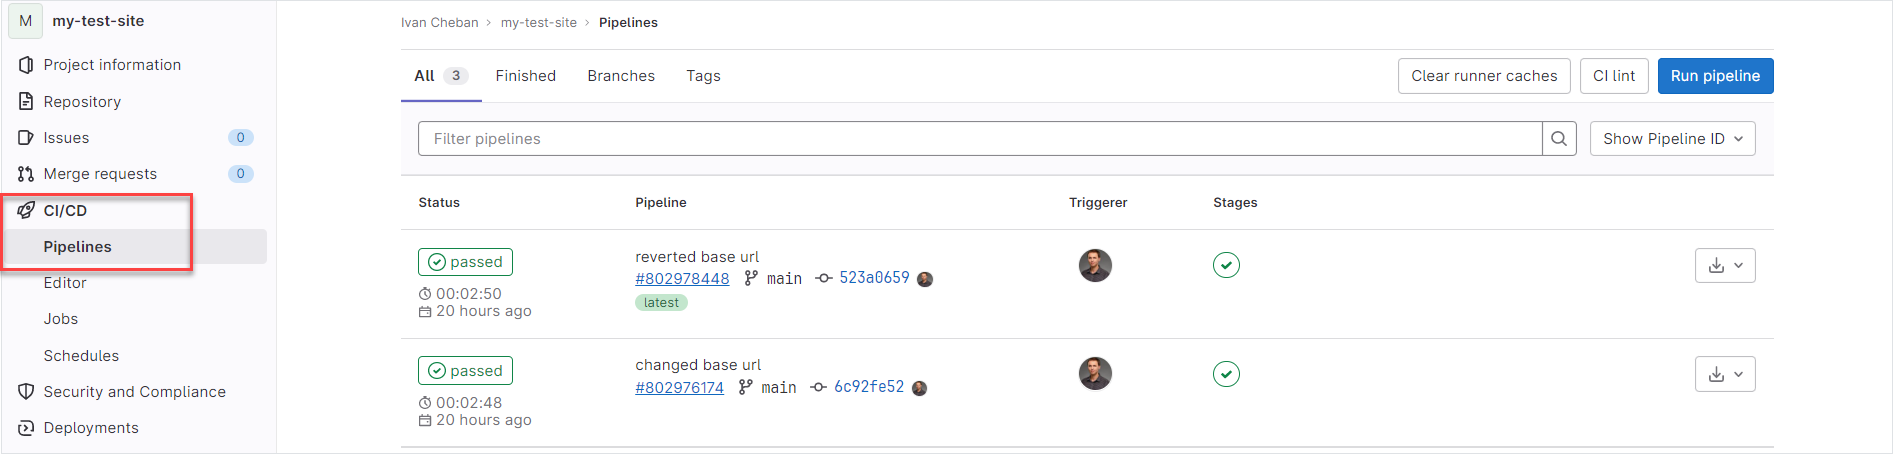 M my-test-site
Project information
Repository
Issues 0
Merge requests 0
CI/CD
Pipelines
Editor
Jobs
Schedules
Security and Compliance
Deployments
Ivan Cheban › my-test-site › Pipelines
All 3 Finished Branches Tags Clear runner caches CI lint Run pipeline
Filter pipelines Show Pipeline ID
Status Pipeline Triggerer Stages
passed
00:02:50
20 hours ago
reverted base url
#802978448 main 523a0659
latest
passed
00:02:48
20 hours ago
changed base url
#802976174 main 6c92fe52